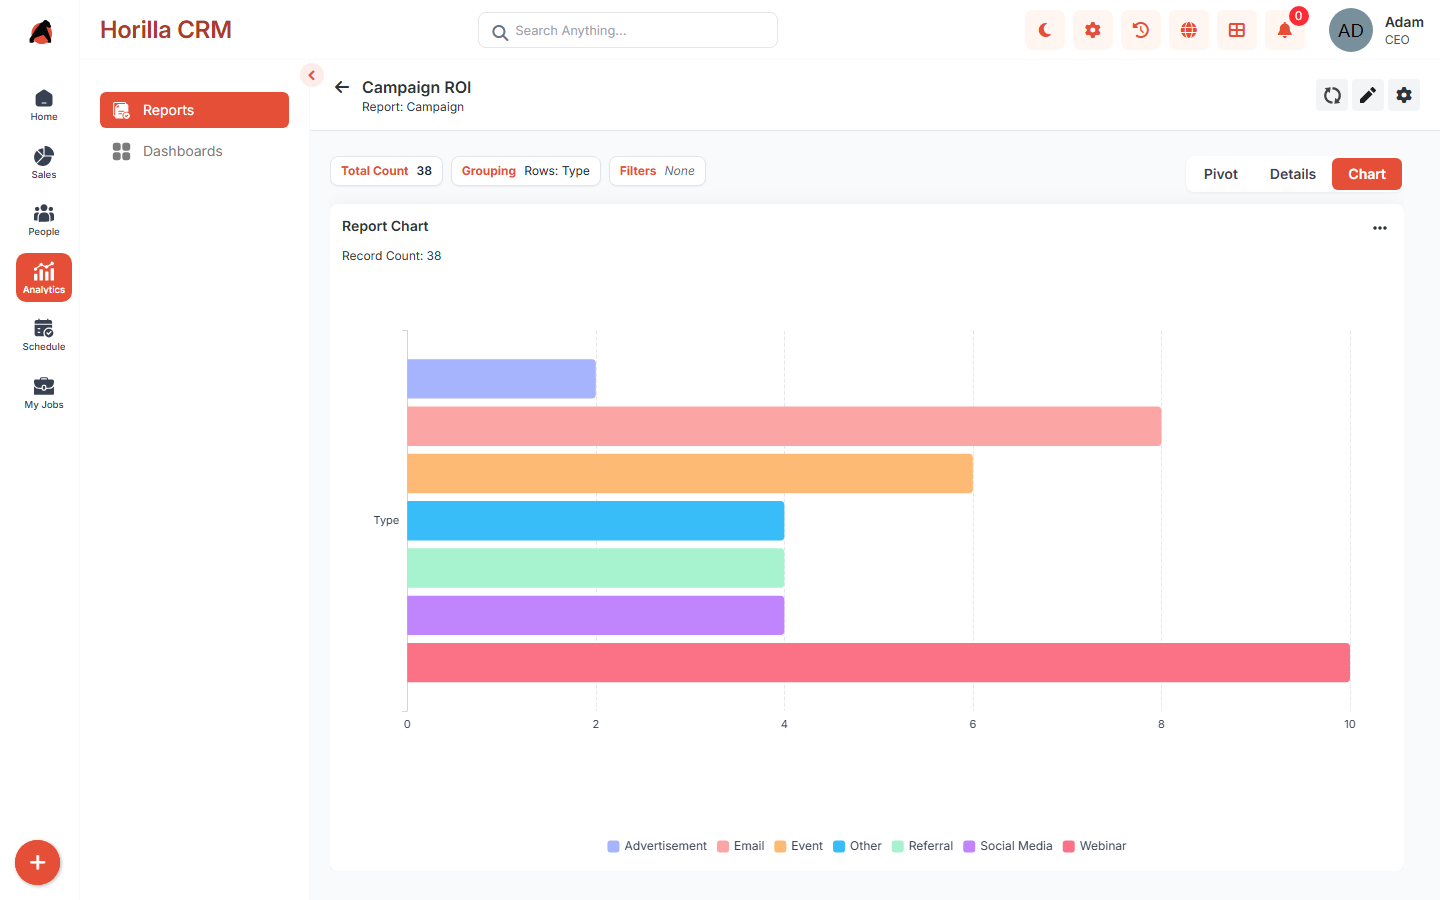 Horilla CRM
Search Anything...
0
AD
Adam
CEO
Home
Sales
People
Analytics
Schedule
My Jobs
Reports
Dashboards
Campaign ROI
Report: Campaign
Total Count 38
Grouping Rows: Type
Filters None
Pivot
Details
Chart
Report Chart
Record Count: 38
Type
0 2 4 6 8 10
Advertisement Email Event Other Referral Social Media Webinar